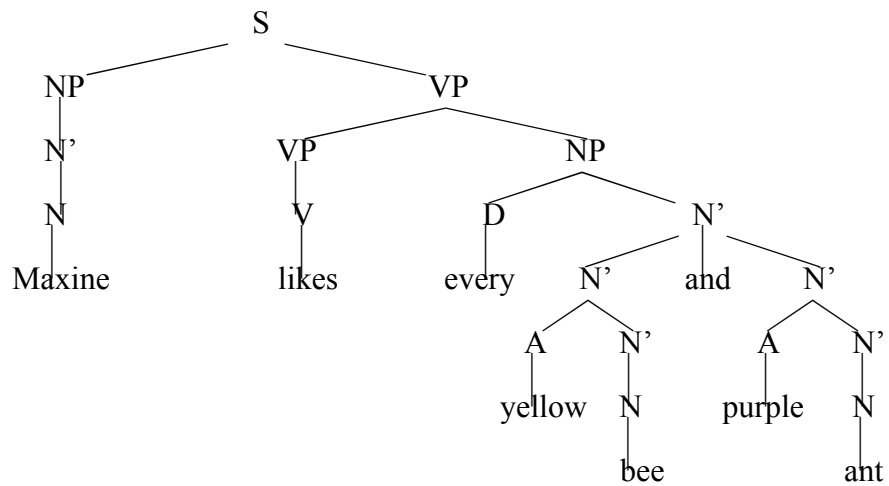 S
NP VP
N’ VP NP
N V D N’
Maxine likes every N’ and N’
A N’ A N’
yellow N purple N
bee ant